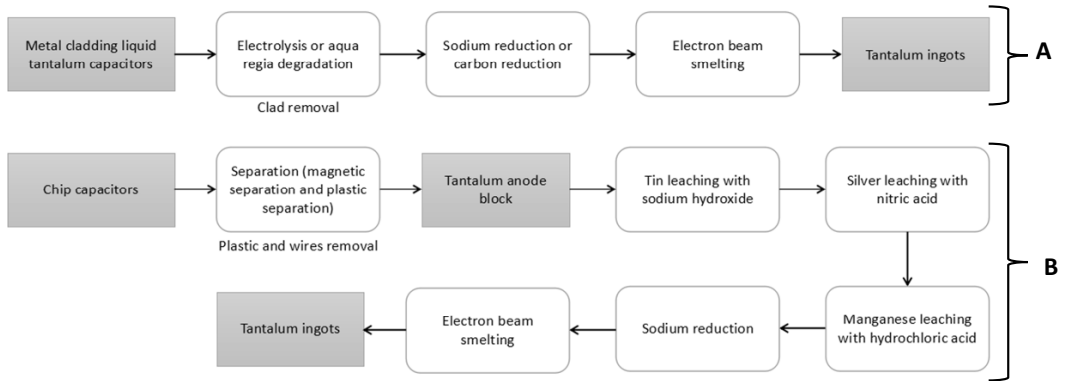 Metal cladding liquid
tantalum capacitors
Electrolysis or aqua
regia degradation
Clad removal
Sodium reduction or
carbon reduction
Electron beam
smelting
Tantalum ingots
A
Chip capacitors
Separation (magnetic
separation and plastic
separation)
Plastic and wires removal
Tantalum anode
block
Tin leaching with
sodium hydroxide
Silver leaching with
nitric acid
B
Manganese leaching
with hydrochloric acid
Sodium reduction
Electron beam
smelting
Tantalum ingots